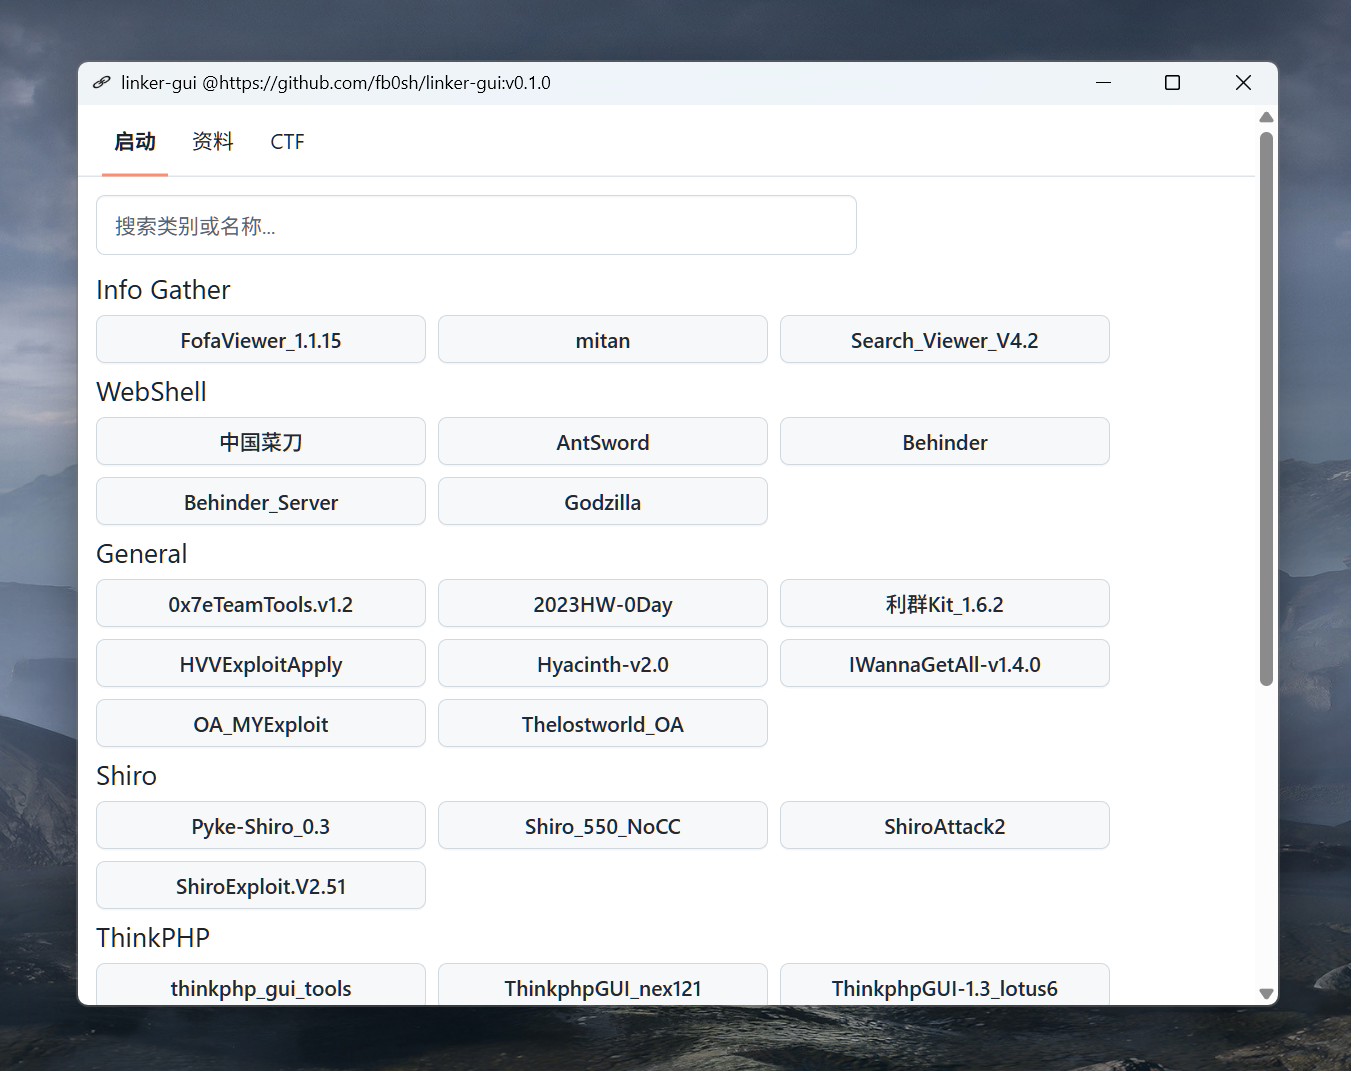 linker-gui @https://github.com/fb0sh/linker-gui:v0.1.0
启动 资料 CTF
搜索类别或名称...
Info Gather
FofaViewer_1.1.15 mitan Search_Viewer_V4.2
WebShell
中国菜刀 AntSword Behinder
Behinder_Server Godzilla
General
0x7eTeamTools.v1.2 2023HW-0Day 利群Kit_1.6.2
HVVExploitApply Hyacinth-v2.0 IWannaGetAll-v1.4.0
OA_MYExploit Thelostworld_OA
Shiro
Pyke-Shiro_0.3 Shiro_550_NoCC ShiroAttack2
ShiroExploit.V2.51
ThinkPHP
thinkphp_gui_tools ThinkphpGUI_nex121 ThinkphpGUI-1.3_lotus6